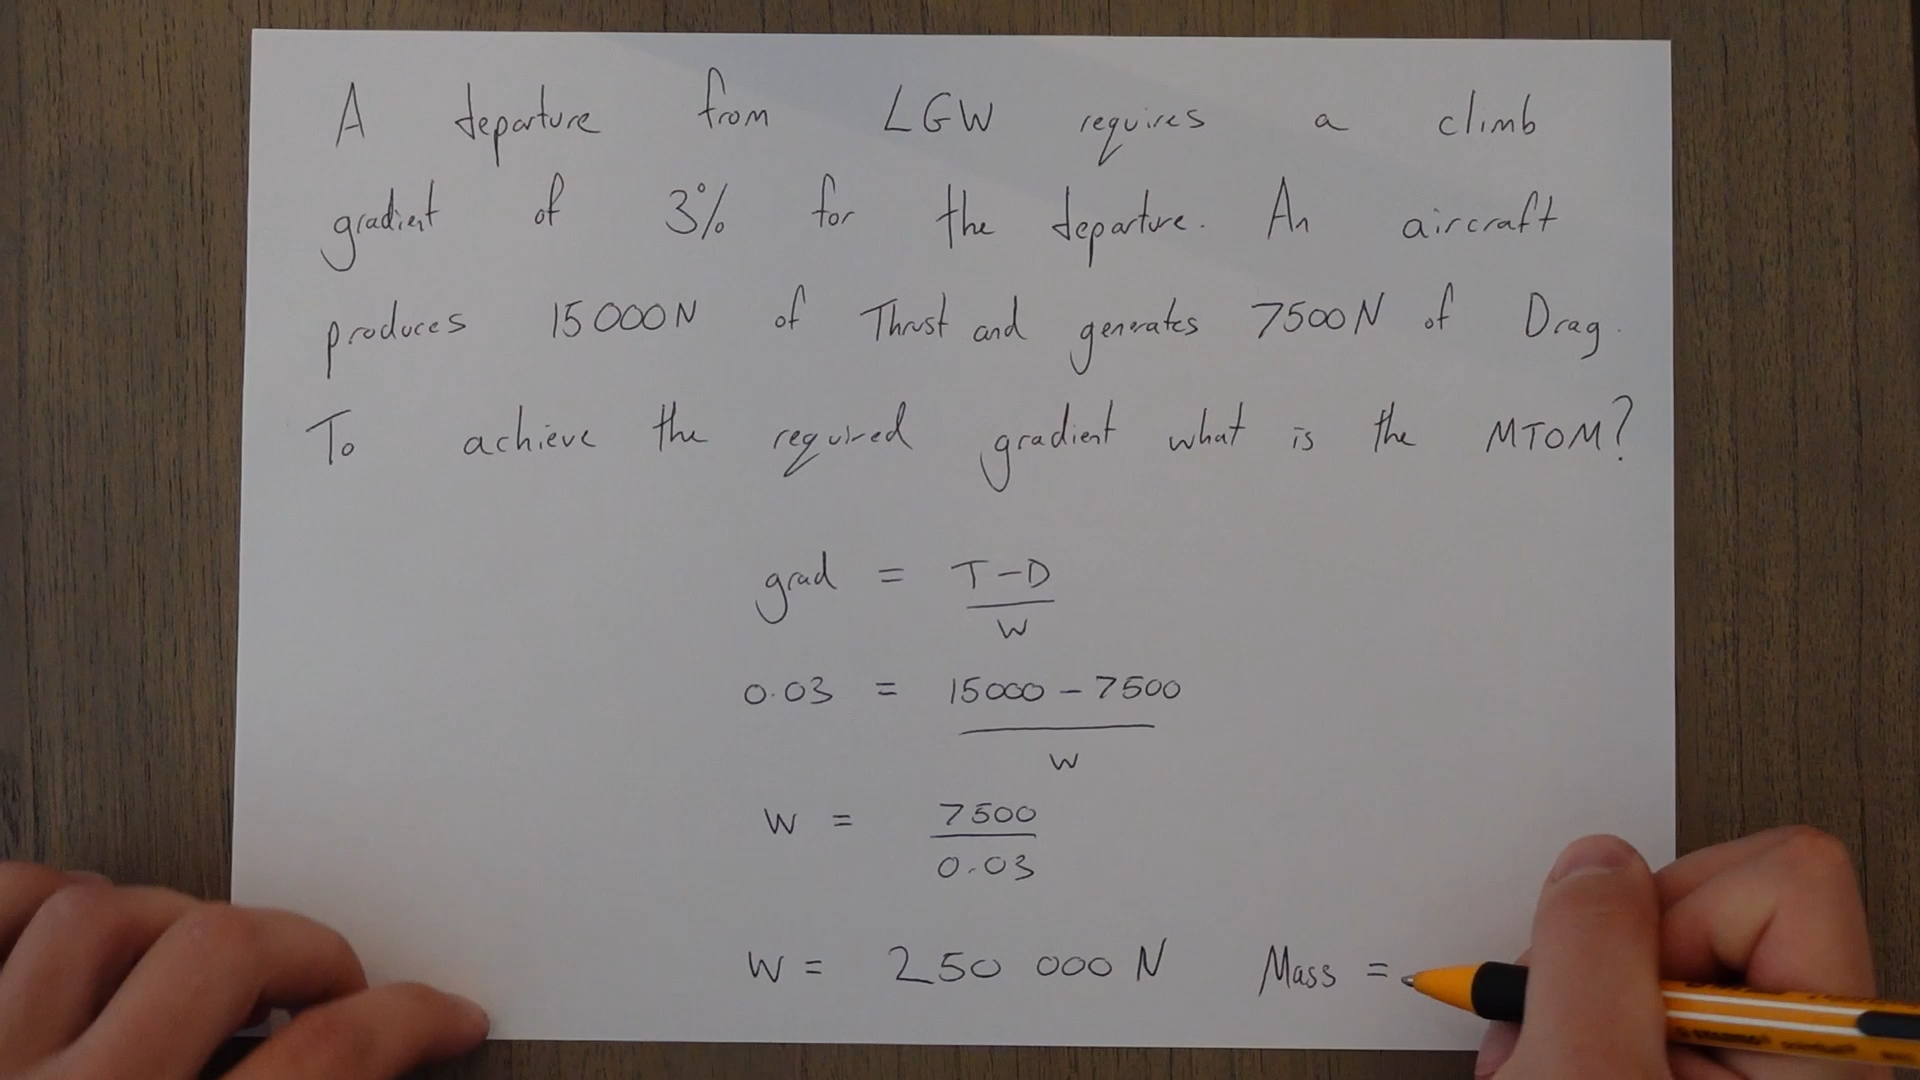 A departure from LGW requires a climb
gradient of 3% for the departure. An aircraft
produces 15000N of Thrust and generates 7500N of Drag.
To achieve the required gradient what is the MTOM?
grad = T-D
W
0.03 = 15000 - 7500
W
W = 7500
0.03
W = 250 000 N Mass =